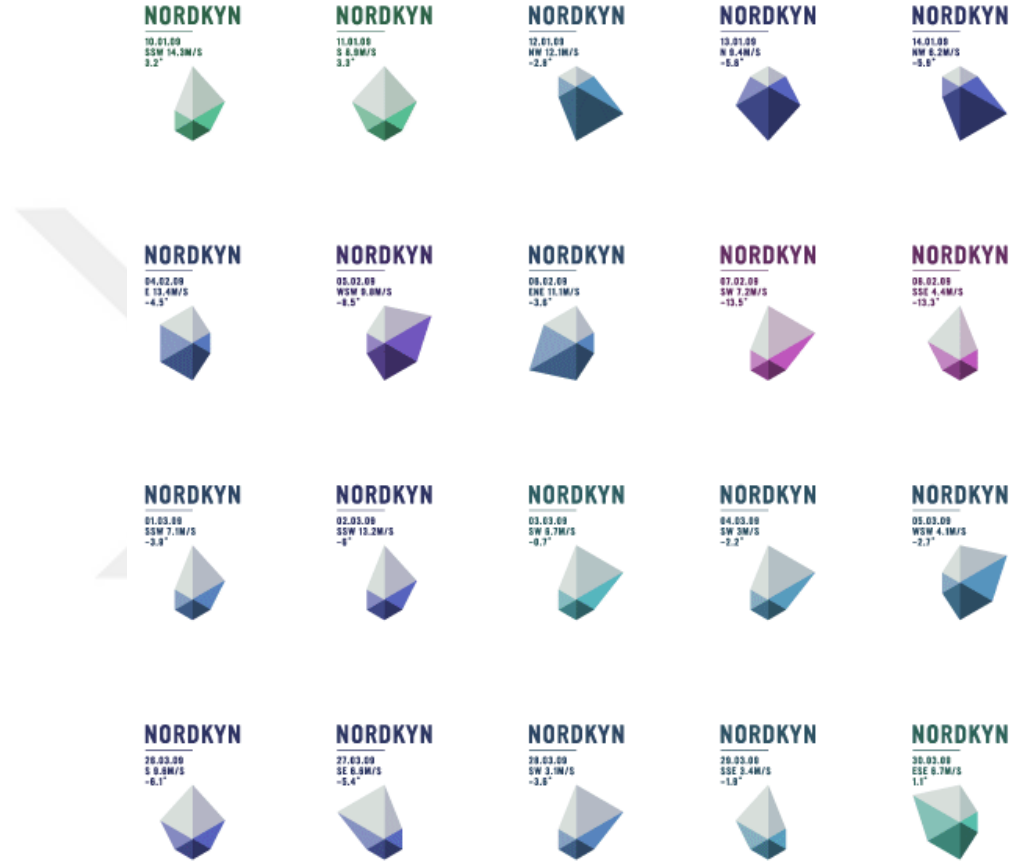 NORDKYN
10.01.09
SSW 14.3M/S
3.2°
NORDKYN
11.01.09
S 8.9M/S
3.3°
NORDKYN
12.01.09
NW 12.1M/S
-2.8°
NORDKYN
13.01.09
N 9.4M/S
-5.8°
NORDKYN
14.01.09
NW 6.2M/S
-5.9°
NORDKYN
04.02.09
E 13.4M/S
-4.5°
NORDKYN
05.02.09
WSW 9.8M/S
-8.5°
NORDKYN
06.02.09
ENE 11.1M/S
-3.8°
NORDKYN
07.02.09
SW 7.2M/S
-13.5°
NORDKYN
08.02.09
SSE 4.4M/S
-13.3°
NORDKYN
01.03.09
SSW 7.1M/S
-3.9°
NORDKYN
02.03.09
SSW 13.2M/S
-6°
NORDKYN
03.03.09
SW 6.7M/S
-0.7°
NORDKYN
04.03.09
SW 3M/S
-2.2°
NORDKYN
05.03.09
WSW 4.1M/S
-2.7°
NORDKYN
26.03.09
S 9.6M/S
-6.1°
NORDKYN
27.03.09
SE 6.6M/S
-5.4°
NORDKYN
28.03.09
SW 3.1M/S
-3.6°
NORDKYN
29.03.09
SSE 3.4M/S
-1.9°
NORDKYN
30.03.09
ESE 6.7M/S
1.1°